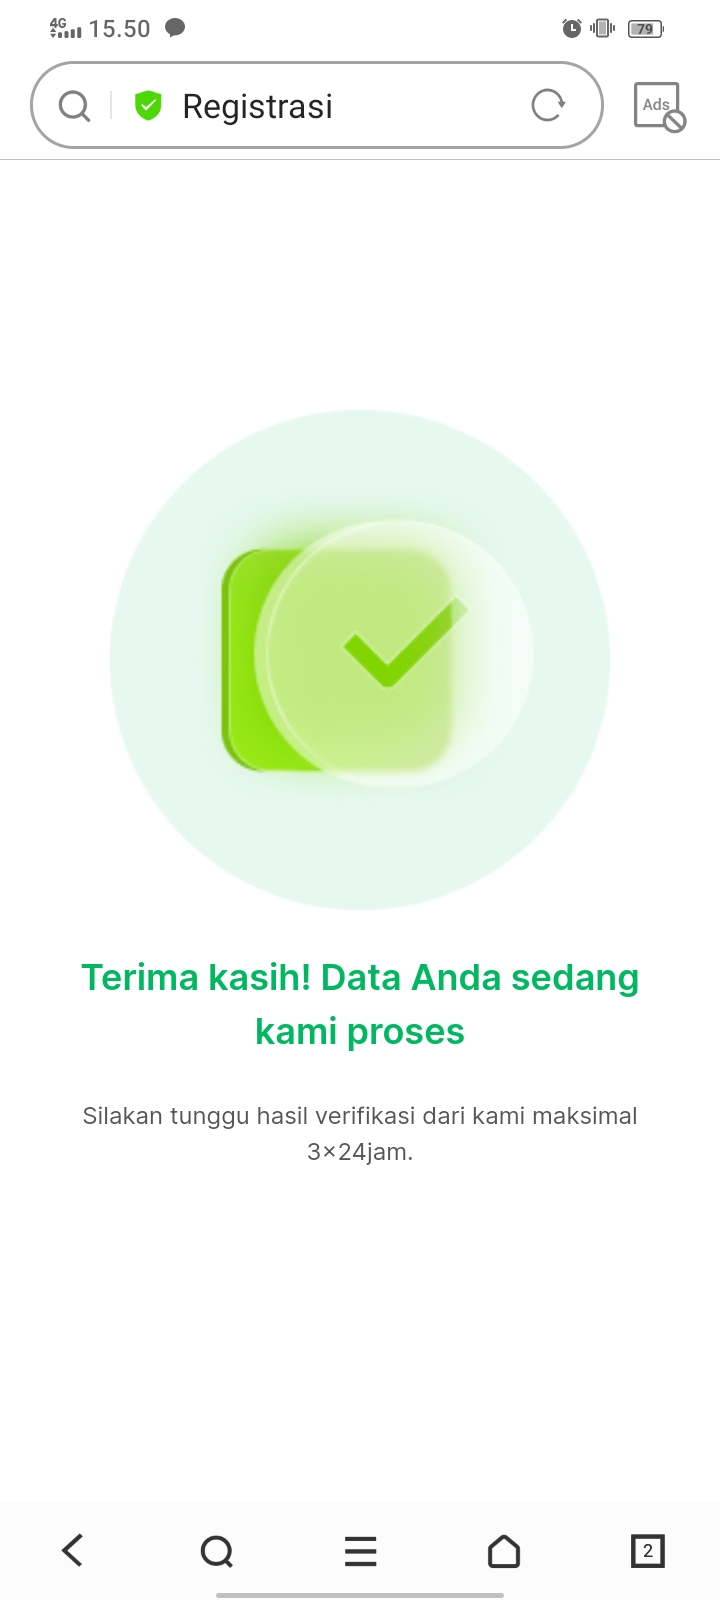 4G 15.50 79
Registrasi
Ads
Terima kasih! Data Anda sedang
kami proses
Silakan tunggu hasil verifikasi dari kami maksimal
3×24jam.
2